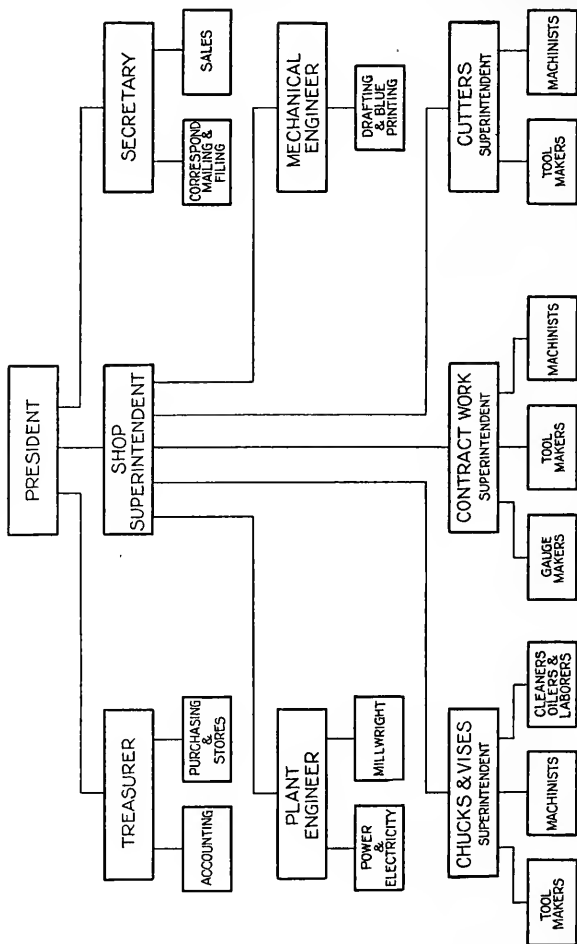 PRESIDENT
TREASURER
SHOP
SUPERINTENDENT
SECRETARY
ACCOUNTING
PURCHASING
&
STORES
CORRESPOND
MAILING &
FILING
SALES
PLANT
ENGINEER
MECHANICAL
ENGINEER
POWER
&
ELECTRICITY
MILLWRIGHT
DRAFTING
& BLUE
PRINTING
CHUCKS & VISES
SUPERINTENDENT
CONTRACT WORK
SUPERINTENDENT
CUTTERS
SUPERINTENDENT
TOOL
MAKERS
MACHINISTS
CLEANERS
OILERS &
LABORERS
GAUGE
MAKERS
TOOL
MAKERS
MACHINISTS
TOOL
MAKERS
MACHINISTS